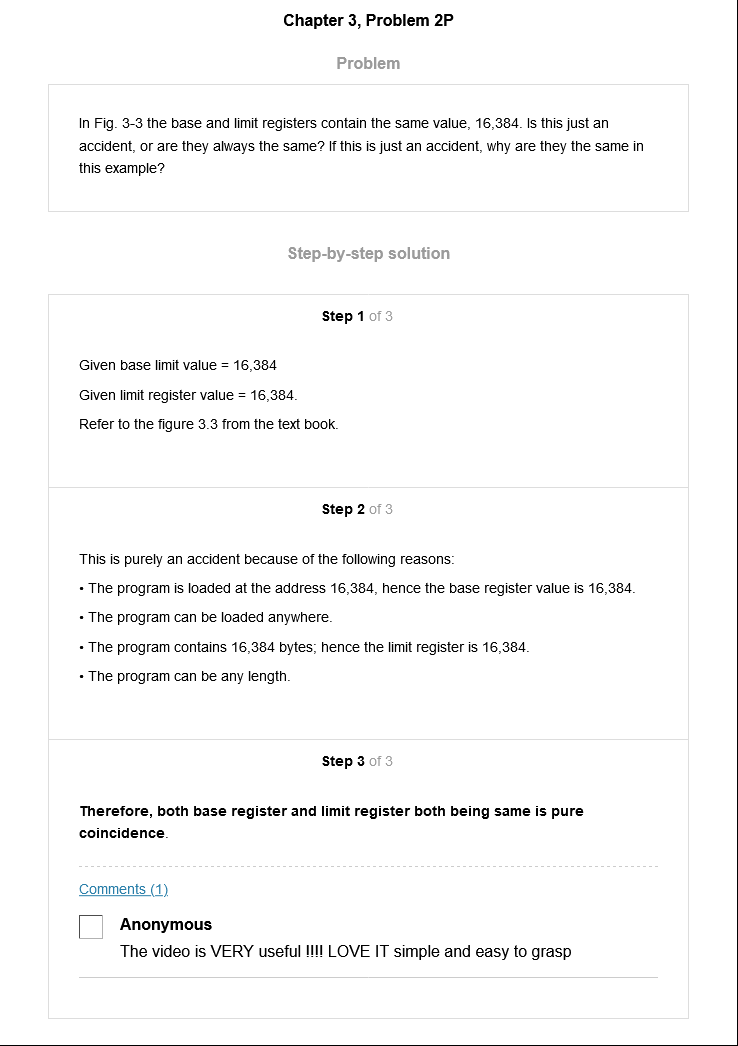 Chapter 3, Problem 2P
Problem
In Fig. 3-3 the base and limit registers contain the same value, 16,384. Is this just an
accident, or are they always the same? If this is just an accident, why are they the same in
this example?
Step-by-step solution
Step 1 of 3
Given base limit value = 16,384
Given limit register value = 16,384.
Refer to the figure 3.3 from the text book.
Step 2 of 3
This is purely an accident because of the following reasons:
• The program is loaded at the address 16,384, hence the base register value is 16,384.
• The program can be loaded anywhere.
• The program contains 16,384 bytes; hence the limit register is 16,384.
• The program can be any length.
Step 3 of 3
Therefore, both base register and limit register both being same is pure
coincidence.
Comments (1)
Anonymous
The video is VERY useful !!!! LOVE IT simple and easy to grasp